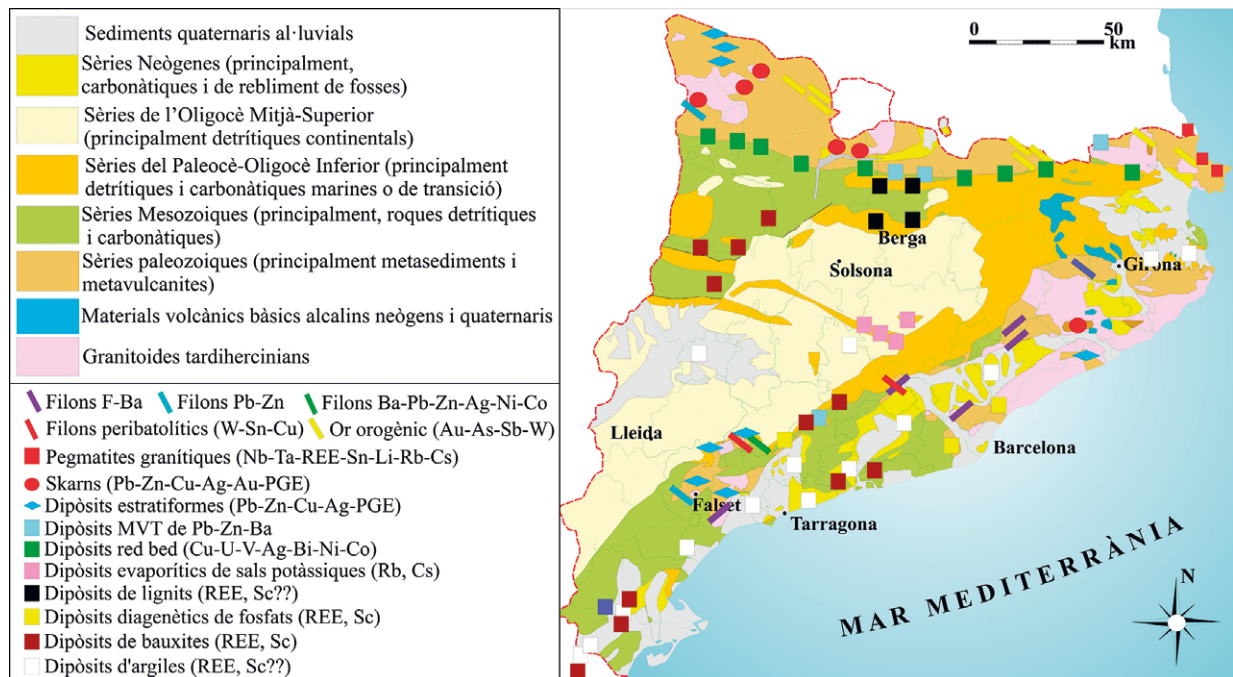 Sediments quaternaris al·luvials
Sèries Neògenes (principalment,
carbonàtiques i de rebliment de fosses)
Sèries de l'Oligocè Mitjà-Superior
(principalment detrítiques continentals)
Sèries del Paleocè-Oligocè Inferior (principalment
detrítiques i carbonàtiques marines o de transició)
Sèries Mesozoiques (principalment, roques detrítiques
i carbonàtiques)
Sèries paleozoiques (principalment metasediments i
metavulcanites)
Materials volcànics bàsics alcalins neògens i quaternaris
Granitoides tardihercinians
Filons F-Ba
Filons Pb-Zn
Filons Ba-Pb-Zn-Ag-Ni-Co
Filons peribatolítics (W-Sn-Cu)
Or orogènic (Au-As-Sb-W)
Pegmatites granítiques (Nb-Ta-REE-Sn-Li-Rb-Cs)
Skarns (Pb-Zn-Cu-Ag-Au-PGE)
Dipòsits estratiformes (Pb-Zn-Cu-Ag-PGE)
Dipòsits MVT de Pb-Zn-Ba
Dipòsits red bed (Cu-U-V-Ag-Bi-Ni-Co)
Dipòsits evaporítics de sals potàssiques (Rb, Cs)
Dipòsits de lignits (REE, Sc??)
Dipòsits diagenètics de fosfats (REE, Sc)
Dipòsits de bauxites (REE, Sc)
Dipòsits d'argiles (REE, Sc??)
0 50
km
Berga
Solsona
Girona
Lleida
Barcelona
Falset
Tarragona
MAR MEDITERRÀNIA
N